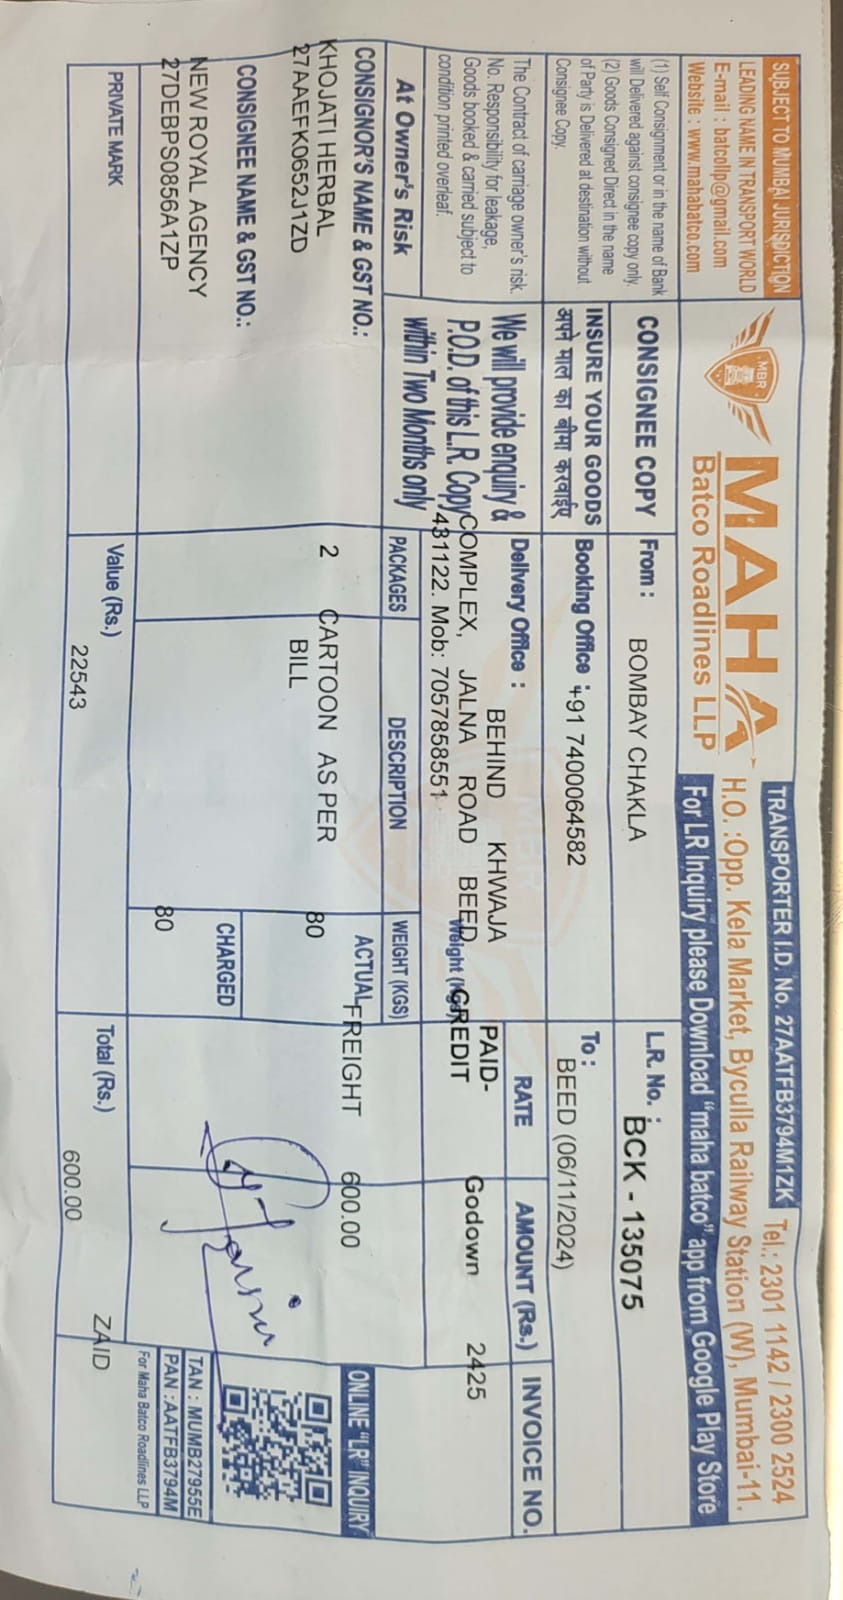 SUBJECT TO MUMBAI JURISDICTION
LEADING NAME IN TRANSPORT WORLD
E-mail : batcollp@gmail.com
Website : www.mahabatco.com
MBR
MAHA
Batco Roadlines LLP
TRANSPORTER I.D. No. 27AATFB3794M1ZK
Tel.: 2301 1142 / 2300 2524
H.O. :Opp. Kela Market, Byculla Railway Station (W), Mumbai-11.
For LR Inquiry please Download "maha batco" app from Google Play Store
(1) Self Consignment or in the name of Bank
will Delivered against consignee copy only.
(2) Goods Consigned Direct in the name
of Party is Delivered at destination without
Consignee Copy.
CONSIGNEE COPY
From : BOMBAY CHAKLA
L.R. No. : BCK - 135075
INSURE YOUR GOODS
अपने माल का बीमा करवाईए
Booking Office : +91 7400064582
To : BEED (06/11/2024)
The Contract of carriage owner's risk.
No. Responsibility for leakage,
Goods booked & carried subject to
condition printed overleaf.
We will provide enquiry &
P.O.D. of this L.R. Copy
within Two Months only
Delivery Office : BEHIND KHWAJA
COMPLEX, JALNA ROAD BEED
431122. Mob: 7057858551
At Owner's Risk
PACKAGES
DESCRIPTION
WEIGHT (KGS)
Weight (Kgs)
RATE
AMOUNT (Rs.)
INVOICE NO.
PAID-
CREDIT
Godown
2425
CONSIGNOR'S NAME & GST NO.:
KHOJATI HERBAL
27AAEFK0652J1ZD
2
CARTOON AS PER
BILL
ACTUAL
80
FREIGHT
600.00
CONSIGNEE NAME & GST NO.:
NEW ROYAL AGENCY
27DEBPS0856A1ZP
CHARGED
80
ONLINE "LR" INQUIRY
TAN : MUMB27955E
PAN : AATFB3794M
For Maha Batco Roadlines LLP
PRIVATE MARK
Value (Rs.)
22543
Total (Rs.)
600.00
ZAID